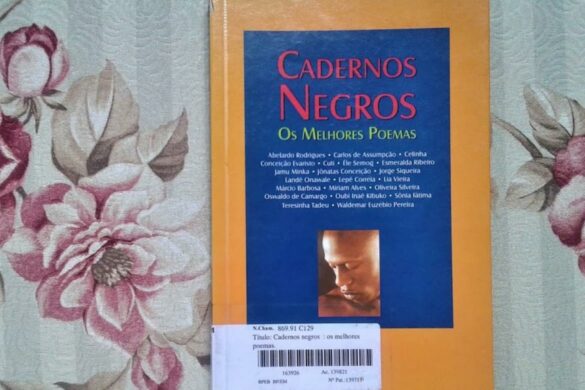 CADERNOS
NEGROS
OS MELHORES POEMAS
Abelardo Rodrigues • Carlos de Assumpção • Celinha
Conceição Evaristo • Cuti • Éle Semog • Esmeralda Ribeiro
Jamu Minka • Jônatas Conceição • Jorge Siqueira
Landê Onawale • Lepê Correia • Lia Vieira
Márcio Barbosa • Miriam Alves • Oliveira Silveira
Oswaldo de Camargo • Oubi Inaê Kibuko • Sônia Fátima
Teresinha Tadeu • Waldemar Euzébio Pereira
N.Cham. 869.91 C129
Título: Cadernos negros : os melhores
poemas.
163926 Ac. 139821
Nº Pat.: